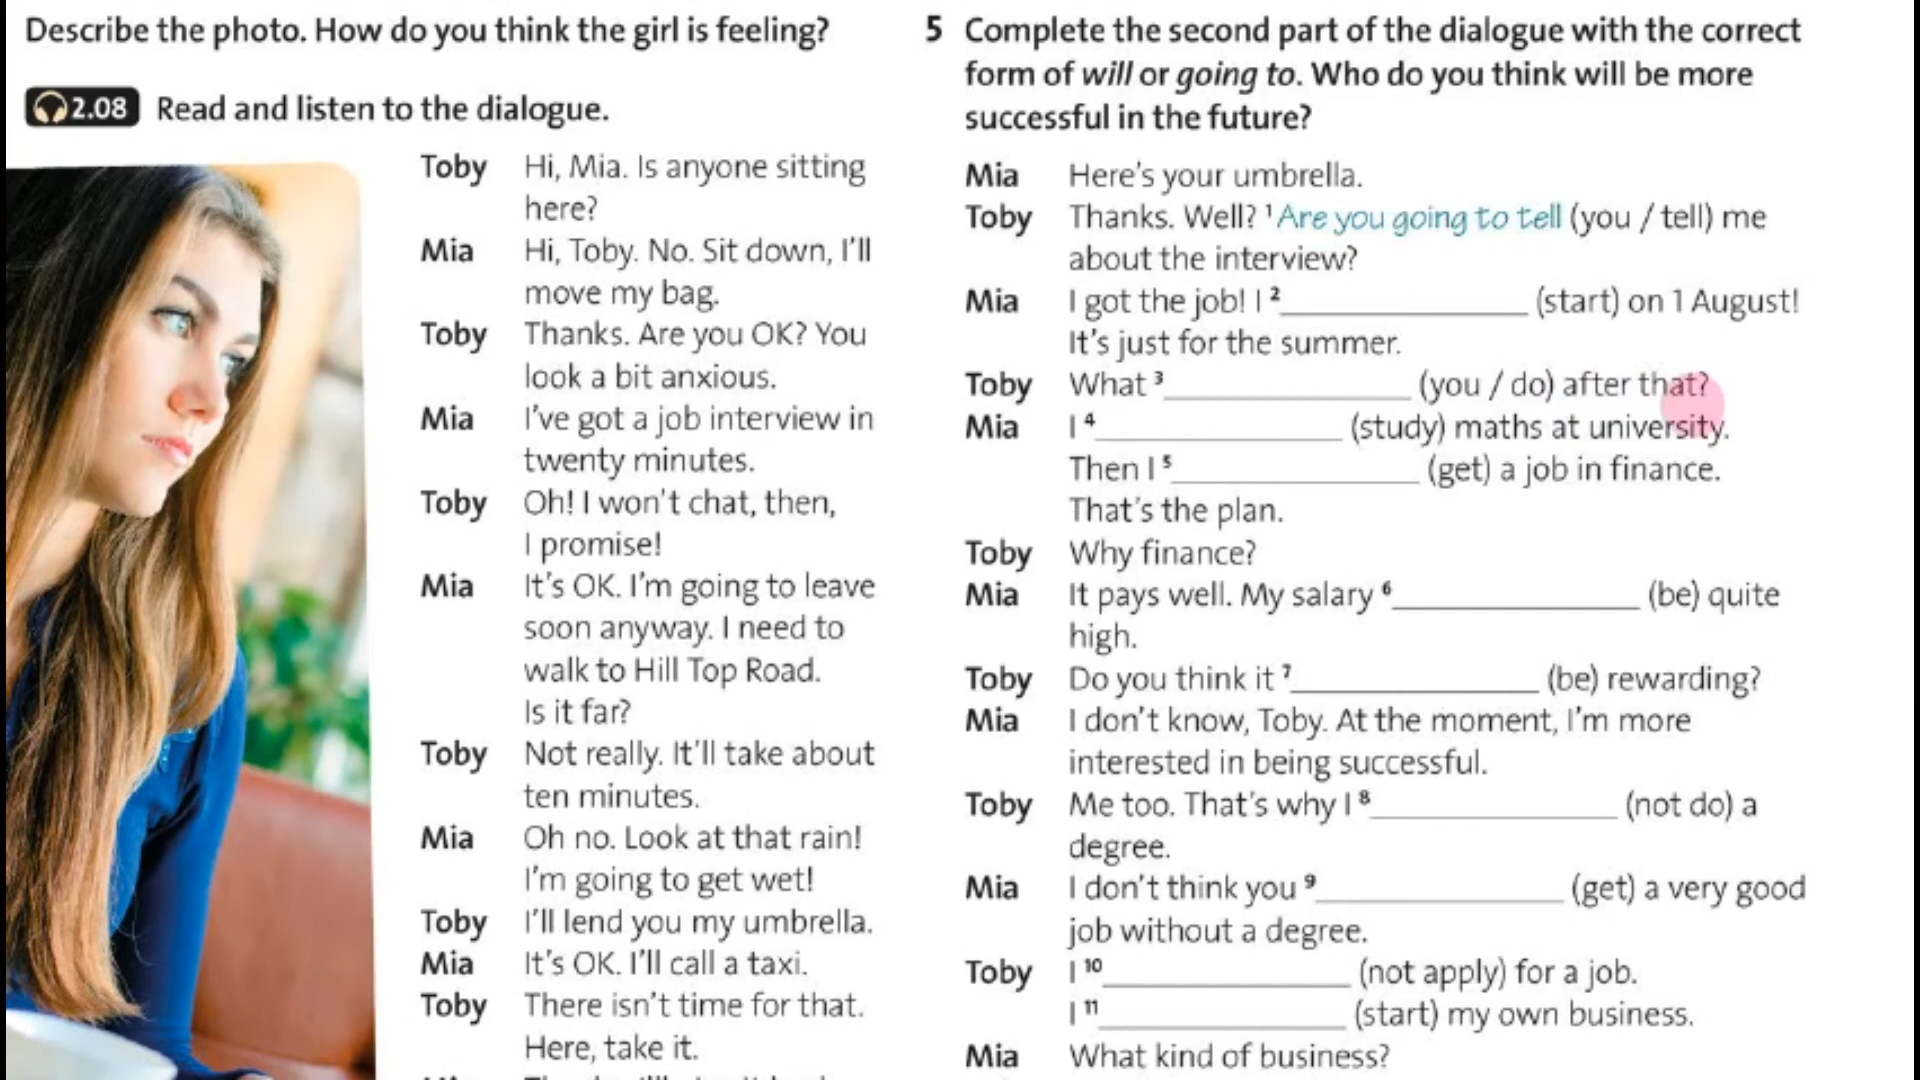 Describe the photo. How do you think the girl is feeling?
2.08 Read and listen to the dialogue.
Toby Hi, Mia. Is anyone sitting
here?
Mia Hi, Toby. No. Sit down, I'll
move my bag.
Toby Thanks. Are you OK? You
look a bit anxious.
Mia I've got a job interview in
twenty minutes.
Toby Oh! I won't chat, then,
I promise!
Mia It's OK. I'm going to leave
soon anyway. I need to
walk to Hill Top Road.
Is it far?
Toby Not really. It'll take about
ten minutes.
Mia Oh no. Look at that rain!
I'm going to get wet!
Toby I'll lend you my umbrella.
Mia It's OK. I'll call a taxi.
Toby There isn't time for that.
Here, take it.
5 Complete the second part of the dialogue with the correct
form of will or going to. Who do you think will be more
successful in the future?
Mia Here's your umbrella.
Toby Thanks. Well? ¹ Are you going to tell (you / tell) me
about the interview?
Mia I got the job! I ² ____________ (start) on 1 August!
It's just for the summer.
Toby What ³ ____________ (you / do) after that?
Mia I ⁴ ____________ (study) maths at university.
Then I ⁵ ____________ (get) a job in finance.
That's the plan.
Toby Why finance?
Mia It pays well. My salary ⁶ ____________ (be) quite
high.
Toby Do you think it ⁷ ____________ (be) rewarding?
Mia I don't know, Toby. At the moment, I'm more
interested in being successful.
Toby Me too. That's why I ⁸ ____________ (not do) a
degree.
Mia I don't think you ⁹ ____________ (get) a very good
job without a degree.
Toby I ¹⁰ ____________ (not apply) for a job.
I ¹¹ ____________ (start) my own business.
Mia What kind of business?